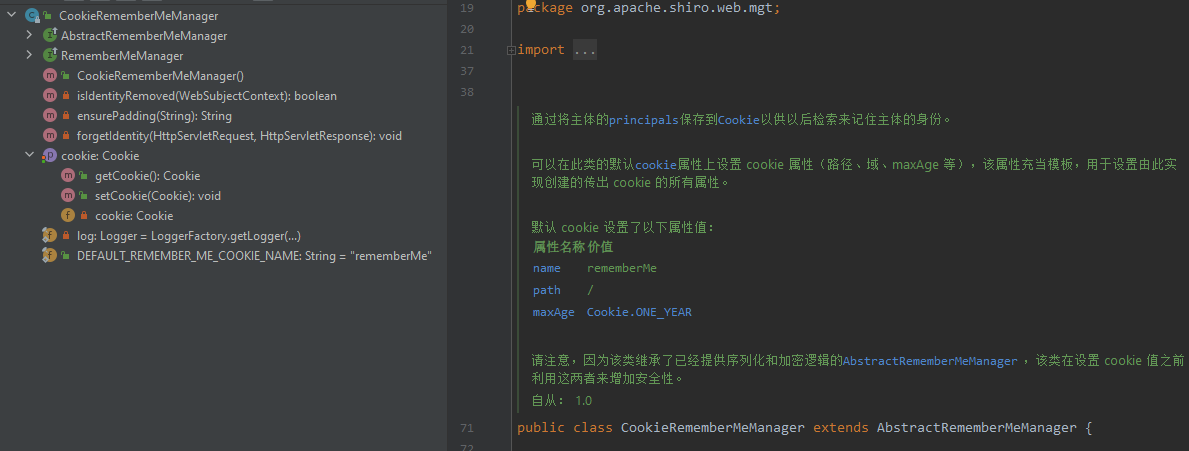 CookieRememberMeManager
AbstractRememberMeManager
RememberMeManager
CookieRememberMeManager()
isIdentityRemoved(WebSubjectContext): boolean
ensurePadding(String): String
forgetIdentity(HttpServletRequest, HttpServletResponse): void
cookie: Cookie
getCookie(): Cookie
setCookie(Cookie): void
cookie: Cookie
log: Logger = LoggerFactory.getLogger(...)
DEFAULT_REMEMBER_ME_COOKIE_NAME: String = "rememberMe"
19 package org.apache.shiro.web.mgt;
20
21 import ...
37
38
通过将主体的principals保存到Cookie以供以后检索来记住主体的身份。
可以在此类的默认cookie属性上设置 cookie 属性（路径、域、maxAge 等），该属性充当模板，用于设置由此实
现创建的传出 cookie 的所有属性。
默认 cookie 设置了以下属性值：
属性名称 价值
name rememberMe
path /
maxAge Cookie.ONE_YEAR
请注意，因为该类继承了已经提供序列化和加密逻辑的AbstractRememberMeManager ，该类在设置 cookie 值之前
利用这两者来增加安全性。
自从： 1.0
71 public class CookieRememberMeManager extends AbstractRememberMeManager {
72